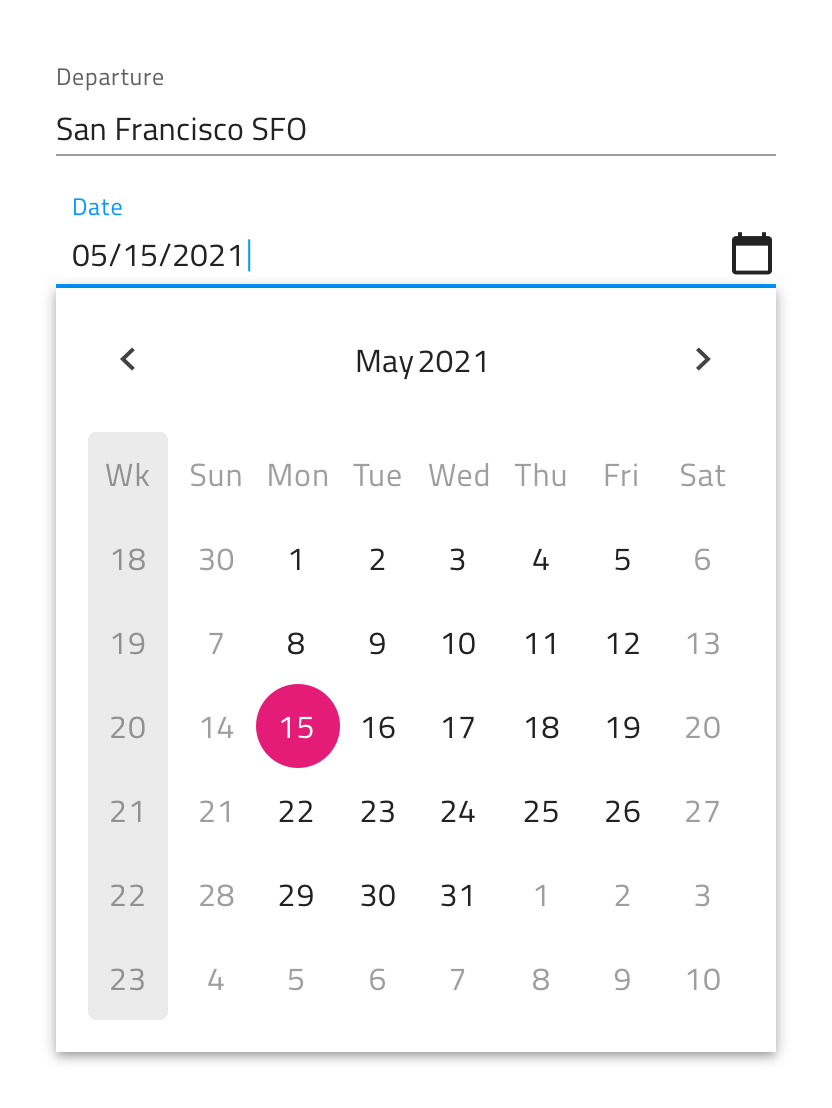 Departure
San Francisco SFO
Date
05/15/2021
May 2021
Wk Sun Mon Tue Wed Thu Fri Sat
18 30 1 2 3 4 5 6
19 7 8 9 10 11 12 13
20 14 15 16 17 18 19 20
21 21 22 23 24 25 26 27
22 28 29 30 31 1 2 3
23 4 5 6 7 8 9 10